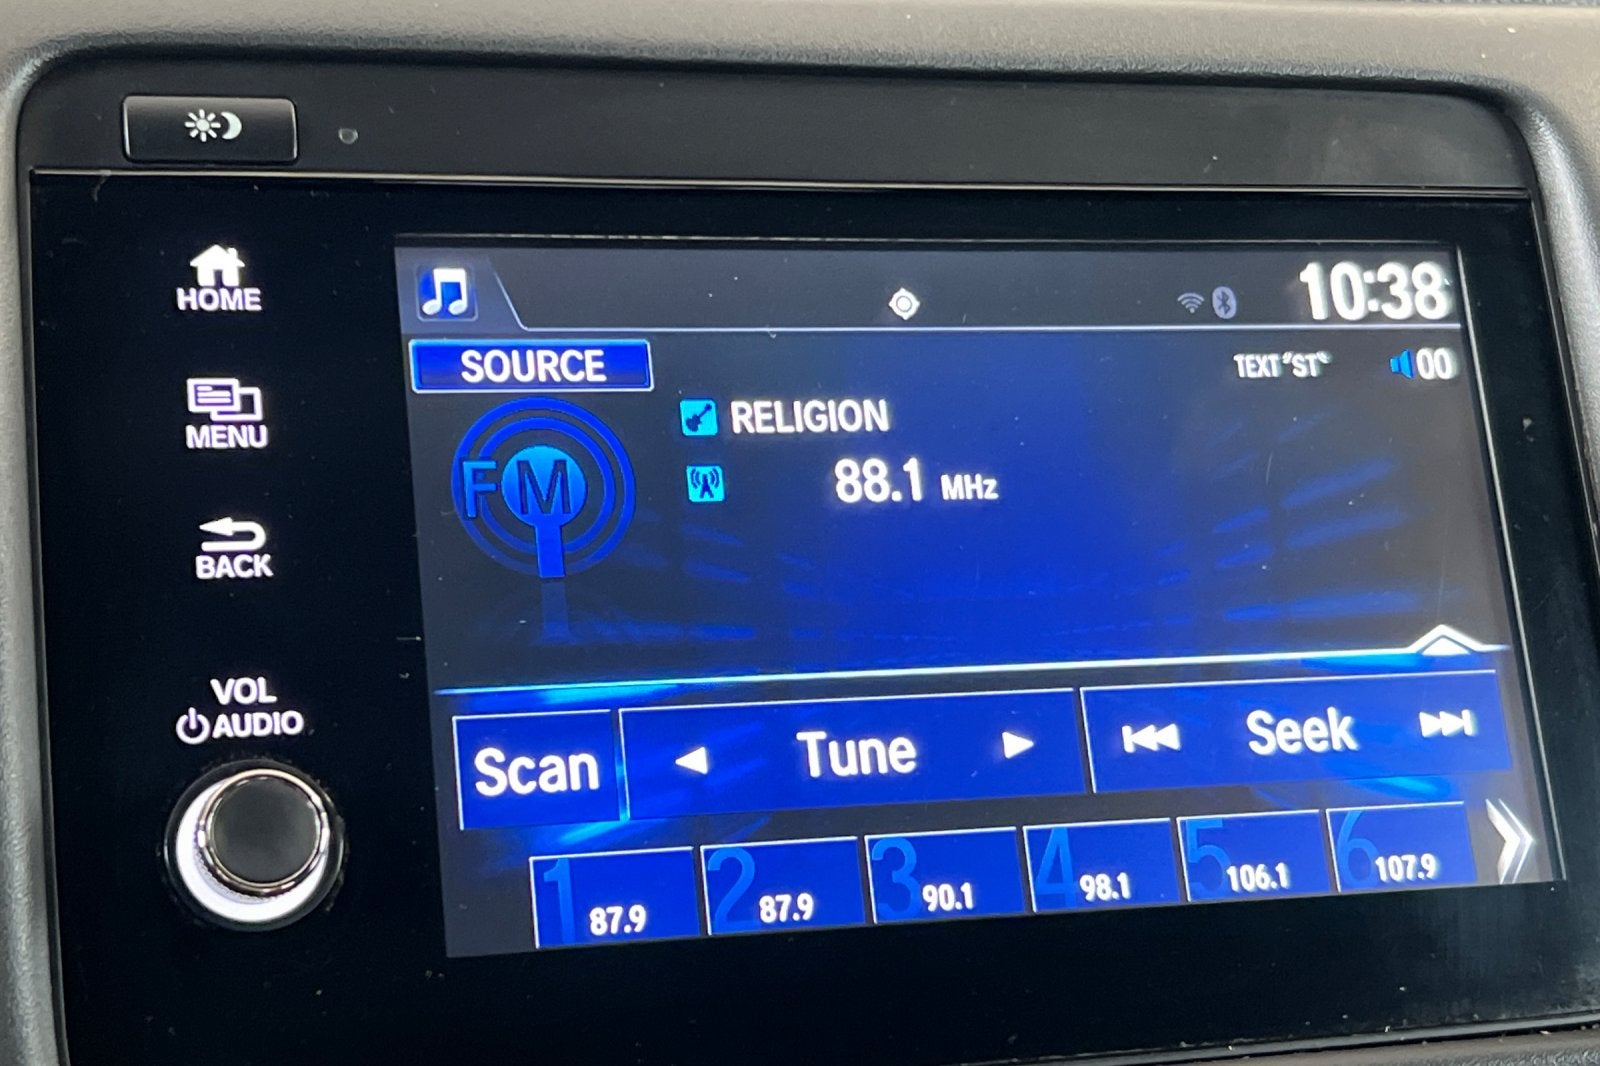 HOME
MENU
BACK
VOL
AUDIO
10:38
SOURCE
TEXT "ST"
00
RELIGION
FM
88.1 MHz
Scan
Tune
Seek
1 87.9
2 87.9
3 90.1
4 98.1
5 106.1
6 107.9